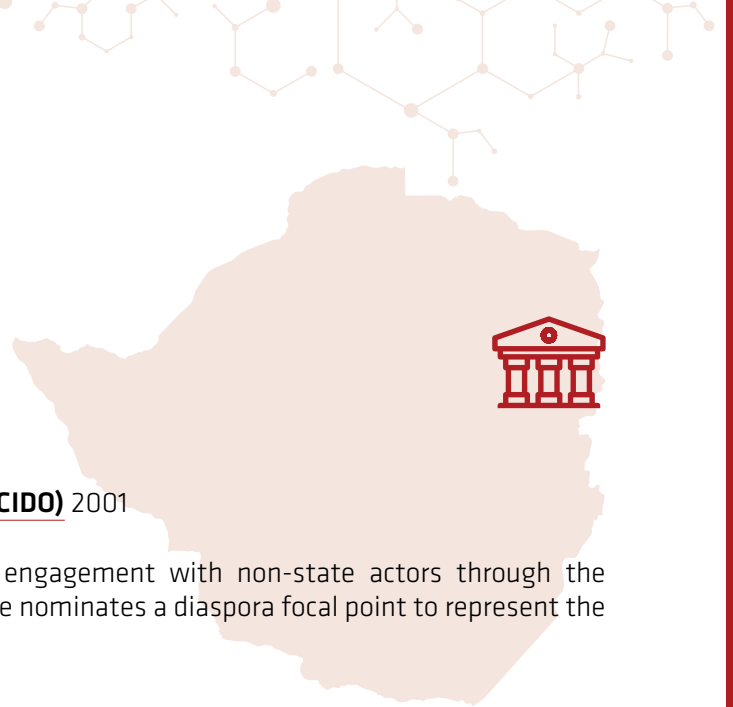 CIDO) 2001
engagement with non-state actors through the
e nominates a diaspora focal point to represent the